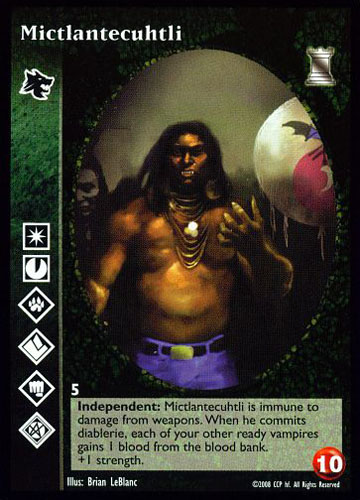 Mictlantecuhtli
5
Independent: Mictlantecuhtli is immune to
damage from weapons. When he commits
diablerie, each of your other ready vampires
gains 1 blood from the blood bank.
+1 strength.
10
Illus: Brian LeBlanc
©2008 CCP hf. All Rights Reserved